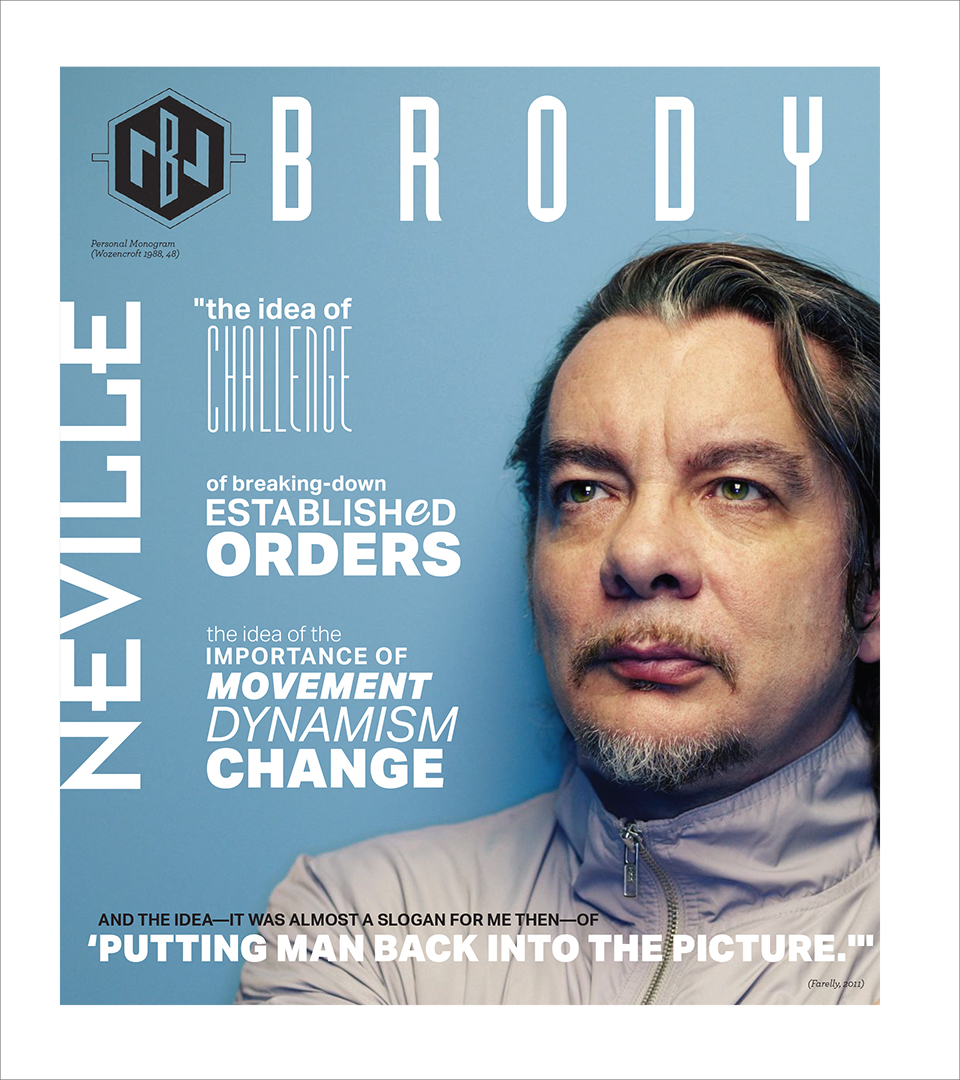 BRODY
Personal Monogram
(Wozencroft 1988, 48)
NEVILLE
"the idea of
CHALLENGE
of breaking-down
ESTABLISHeD
ORDERS
the idea of the
IMPORTANCE OF
MOVEMENT
DYNAMISM
CHANGE
AND THE IDEA—IT WAS ALMOST A SLOGAN FOR ME THEN—OF
‘PUTTING MAN BACK INTO THE PICTURE.'"
(Farelly, 2011)